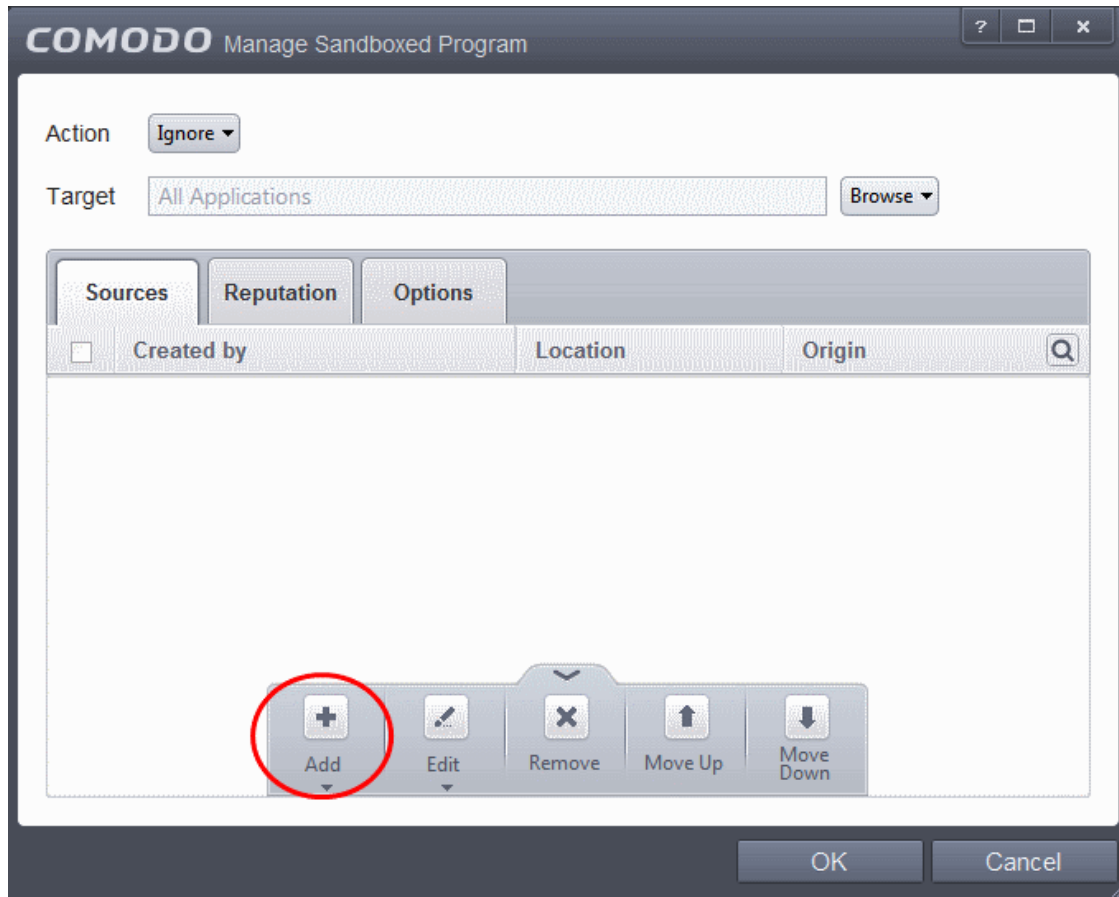 COMODO Manage Sandboxed Program ?
Action Ignore
Target All Applications Browse
Sources Reputation Options
Created by Location Origin
Add Edit Remove Move Up Move
Down
OK Cancel